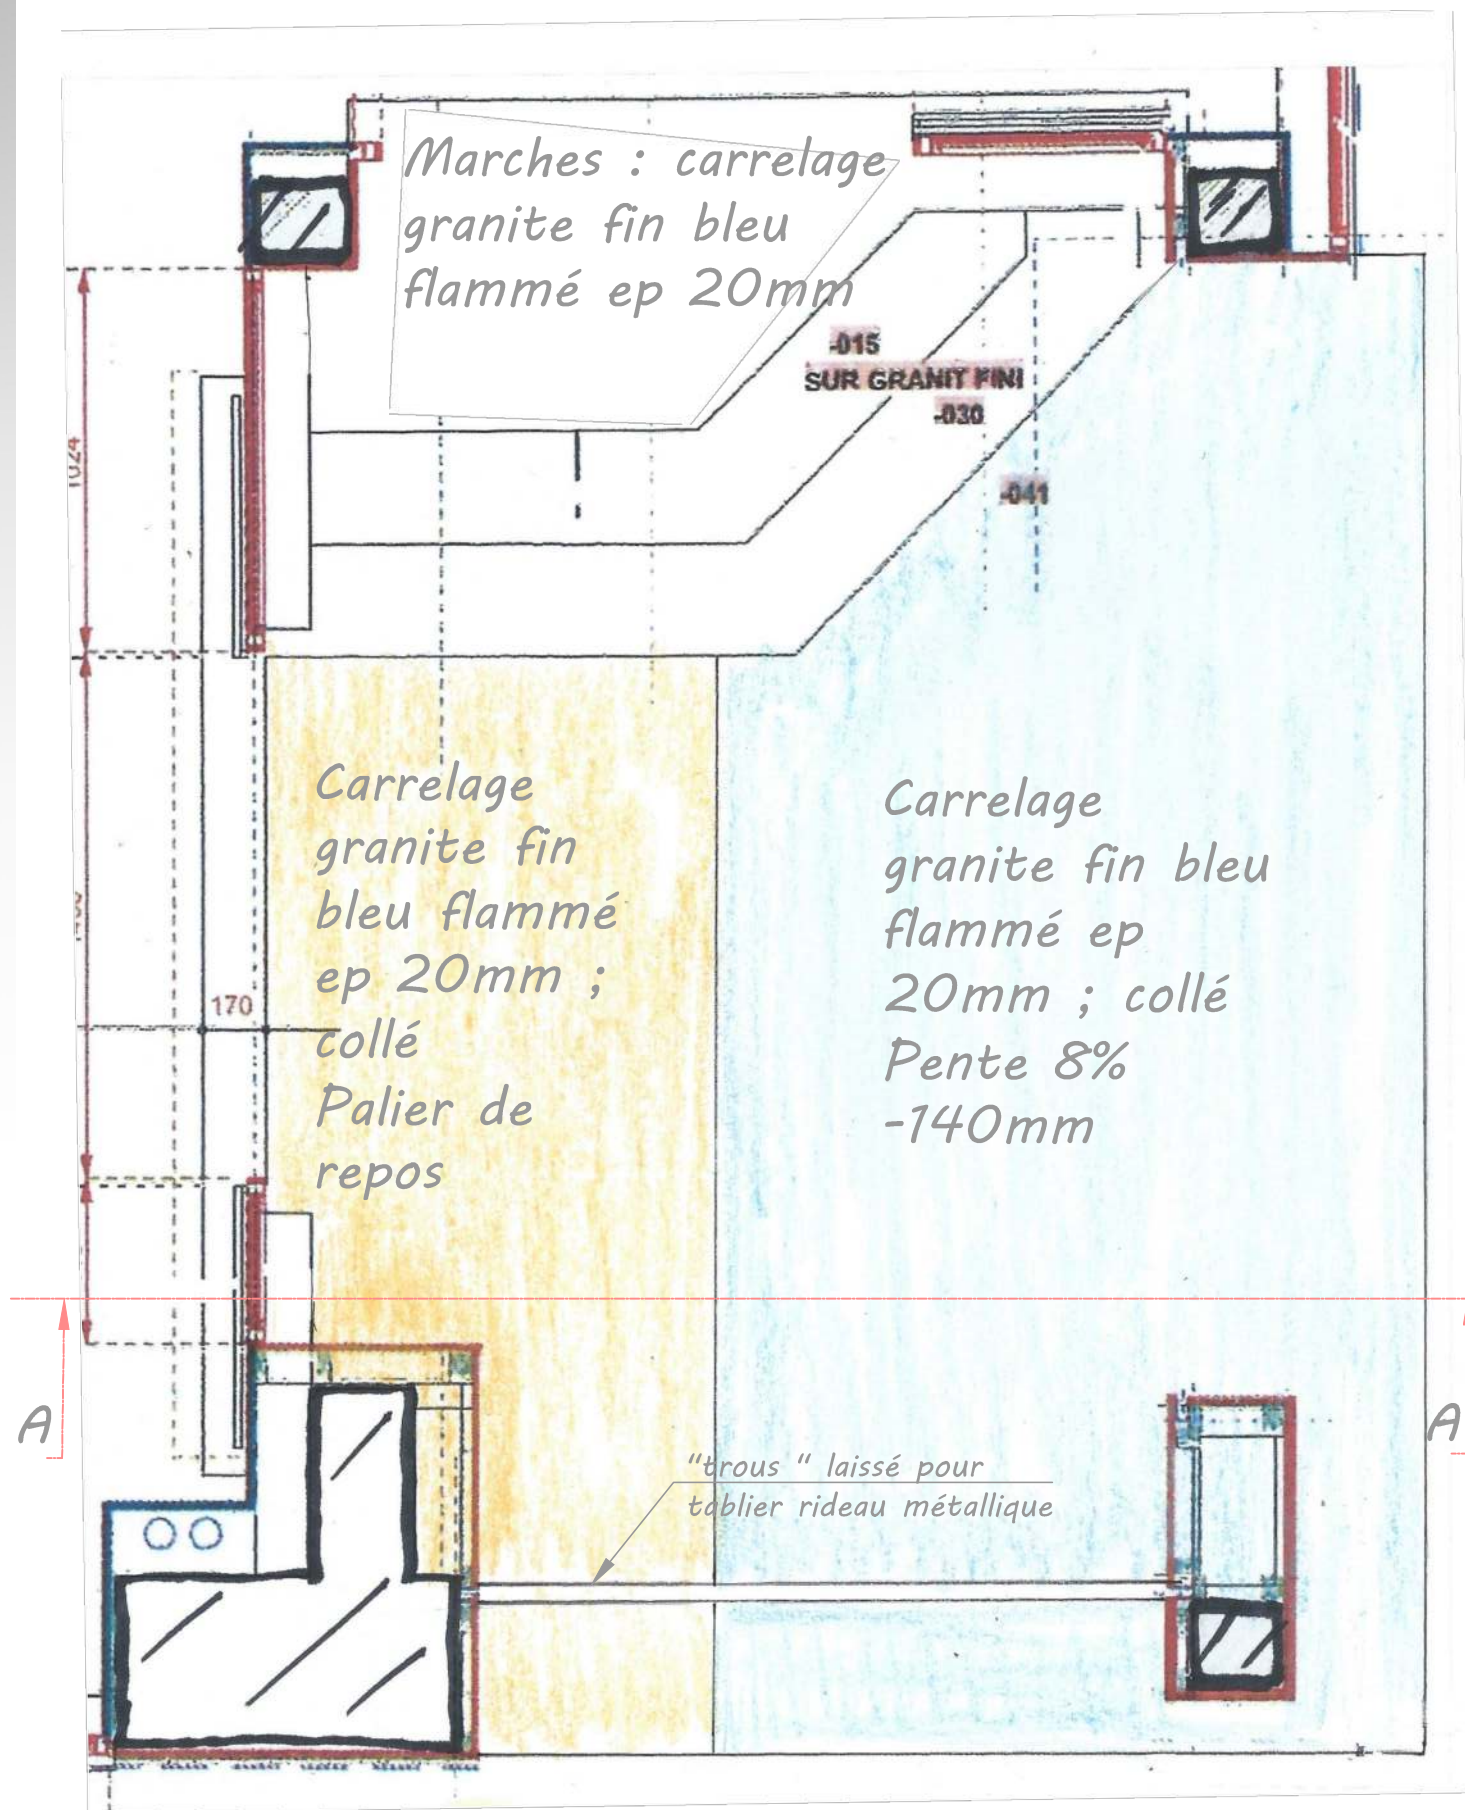 Marches : carrelage
granite fin bleu
flammé ep 20mm
-015
SUR GRANIT FINI
-030
-041
1024
Carrelage
granite fin
bleu flammé
ep 20mm ;
collé
Palier de
repos
Carrelage
granite fin bleu
flammé ep
20mm ; collé
Pente 8%
-140mm
170
A
A
"trous " laissé pour
tablier rideau métallique